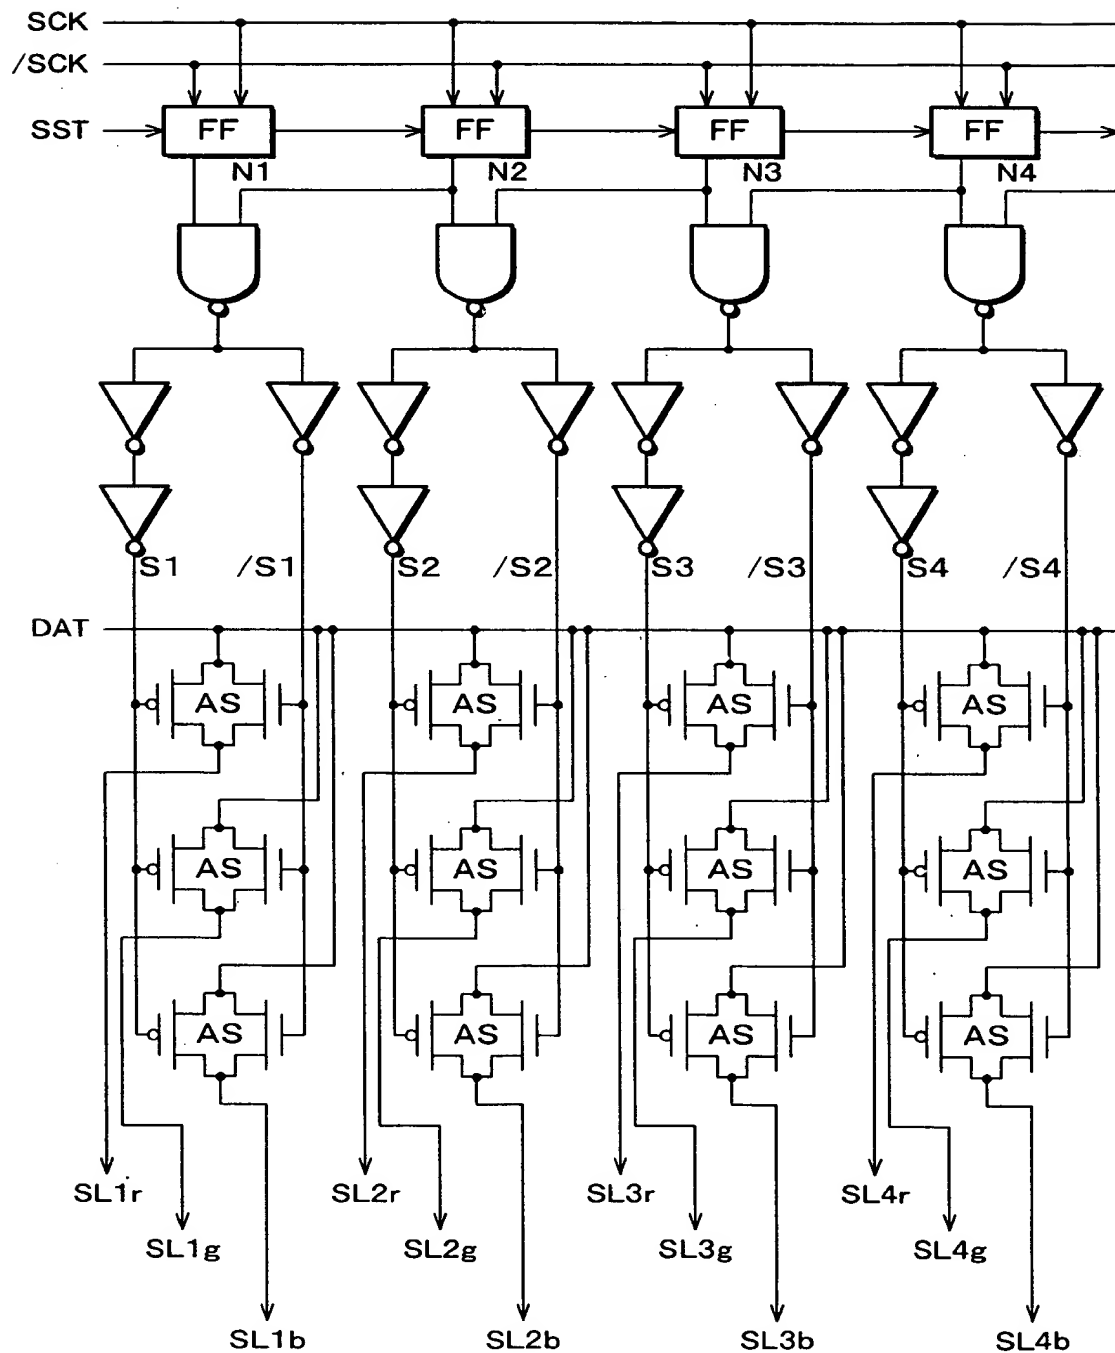 SCK
/SCK
SST
FF FF FF FF
N1 N2 N3 N4
S1 /S1 S2 /S2 S3 /S3 S4 /S4
DAT
AS AS AS AS
AS AS AS AS
AS AS AS AS
SL1r SL2r SL3r SL4r
SL1g SL2g SL3g SL4g
SL1b SL2b SL3b SL4b